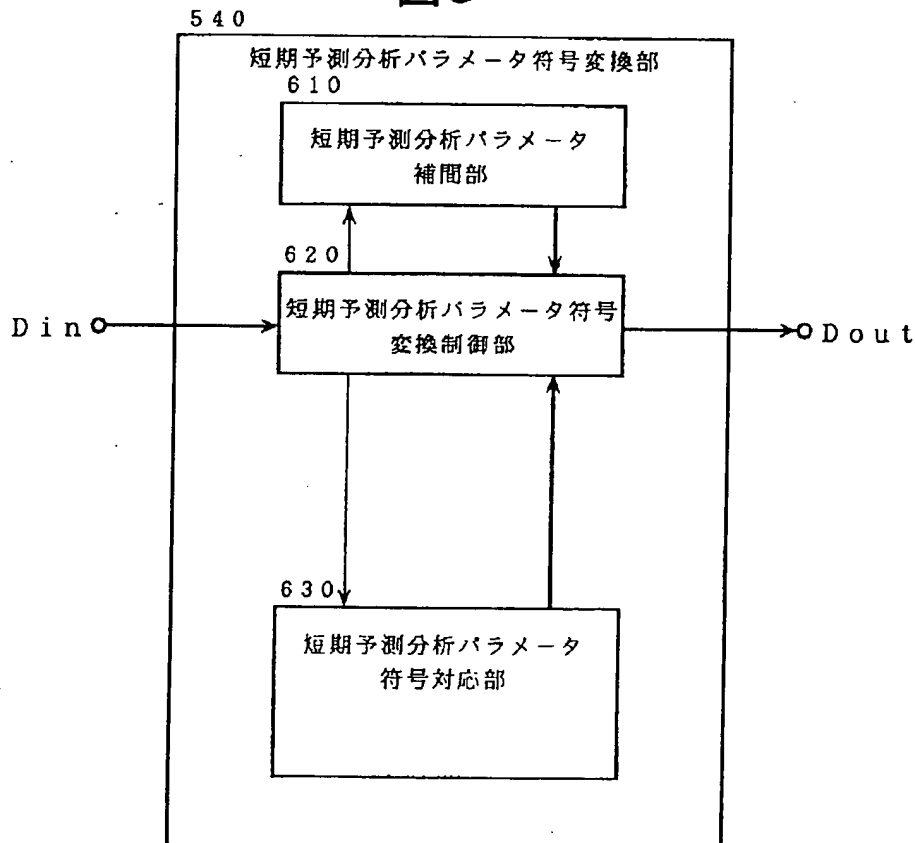 540
短期予測分析パラメータ符号変換部
610
短期予測分析パラメータ
補間部
620
短期予測分析パラメータ符号
変換制御部
Din
Dout
630
短期予測分析パラメータ
符号対応部